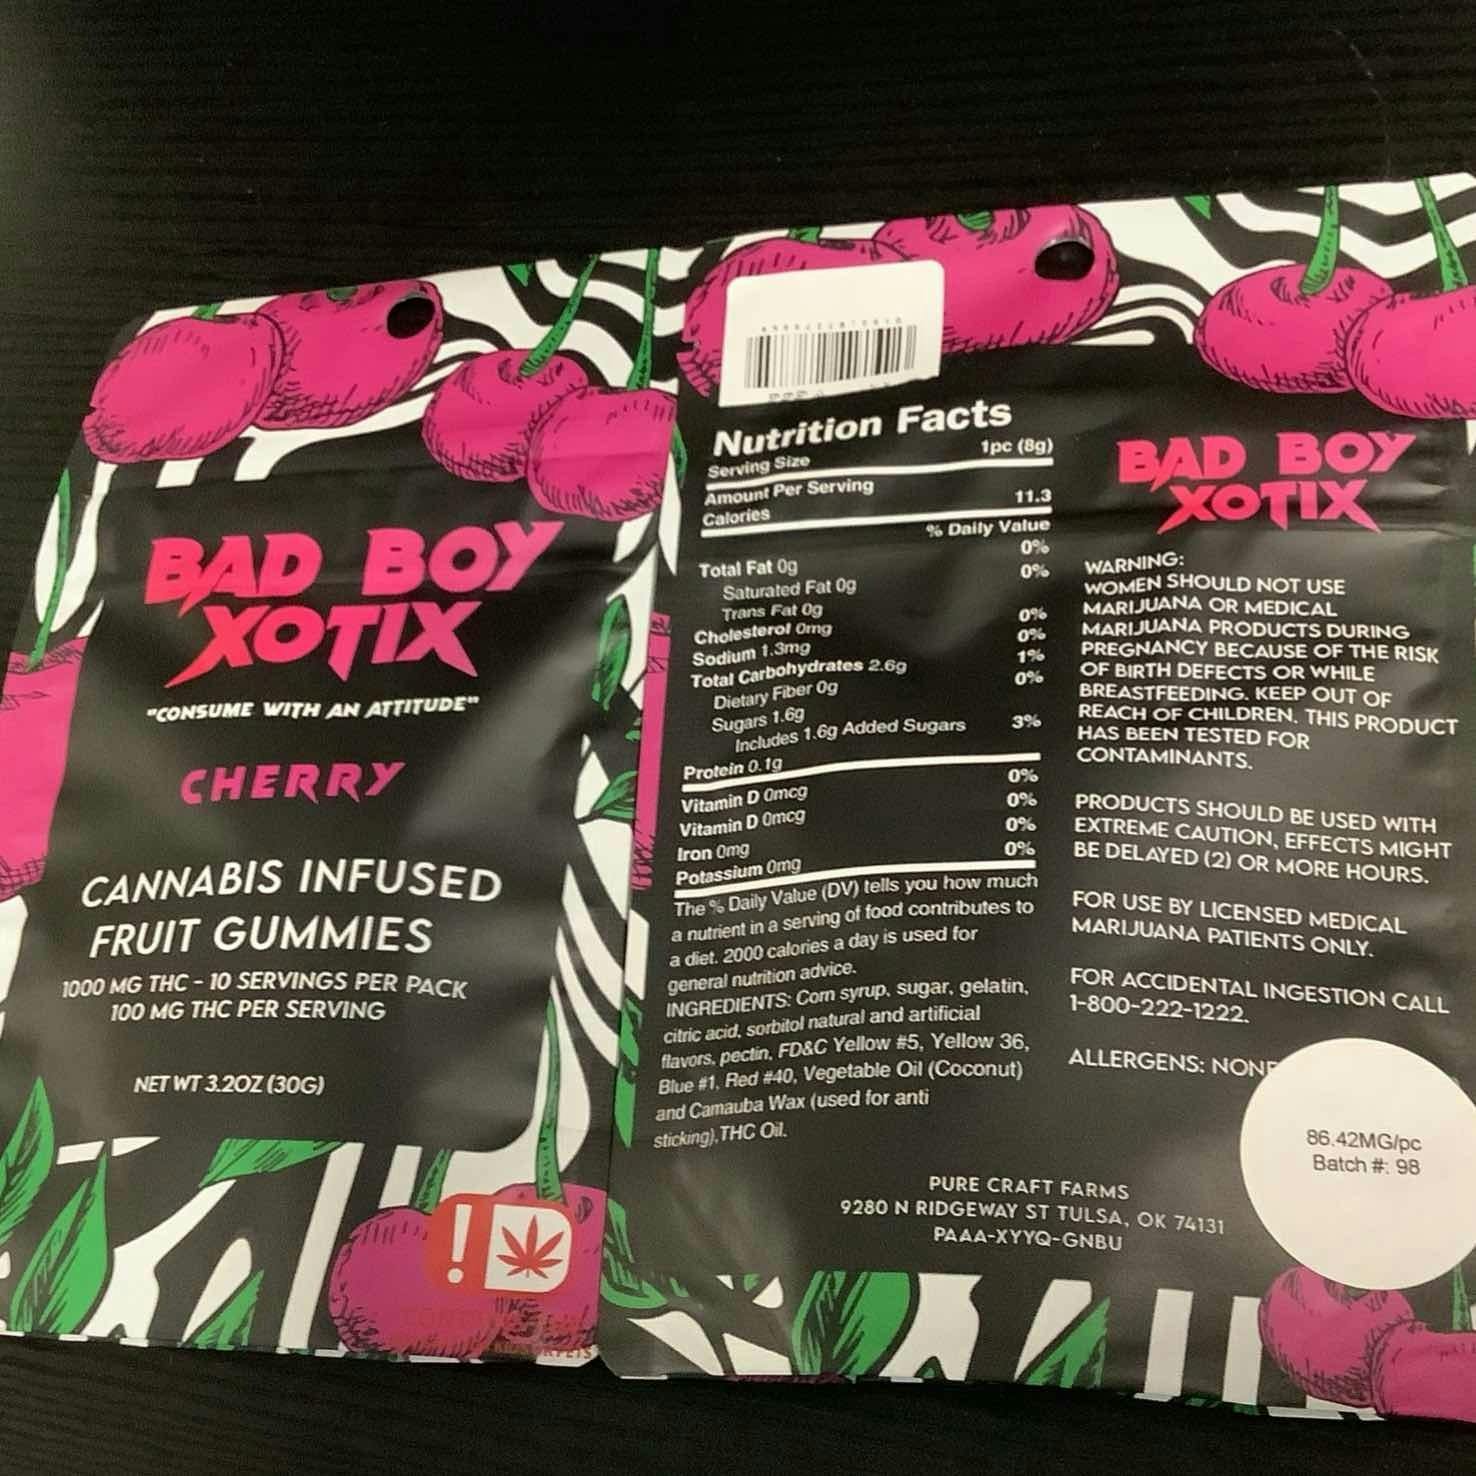 BAD BOY
XOTIX
"CONSUME WITH AN ATTITUDE"
CHERRY
CANNABIS INFUSED
FRUIT GUMMIES
1000 MG THC - 10 SERVINGS PER PACK
100 MG THC PER SERVING
NET WT 3.2OZ (30G)
!
Nutrition Facts
Serving Size 1pc (8g)
Amount Per Serving
Calories 11.3
% Daily Value
Total Fat 0g 0%
Saturated Fat 0g 0%
Trans Fat 0g
Cholesterol 0mg 0%
Sodium 1.3mg 0%
Total Carbohydrates 2.6g 1%
Dietary Fiber 0g 0%
Sugars 1.6g
Includes 1.6g Added Sugars 3%
Protein 0.1g
Vitamin D 0mcg 0%
Vitamin D 0mcg 0%
Iron 0mg 0%
Potassium 0mg 0%
The % Daily Value (DV) tells you how much
a nutrient in a serving of food contributes to
a diet. 2000 calories a day is used for
general nutrition advice.
INGREDIENTS: Corn syrup, sugar, gelatin,
citric acid, sorbitol natural and artificial
flavors, pectin, FD&C Yellow #5, Yellow 36,
Blue #1, Red #40, Vegetable Oil (Coconut)
and Carnauba Wax (used for anti
sticking), THC Oil.
BAD BOY
XOTIX
WARNING:
WOMEN SHOULD NOT USE
MARIJUANA OR MEDICAL
MARIJUANA PRODUCTS DURING
PREGNANCY BECAUSE OF THE RISK
OF BIRTH DEFECTS OR WHILE
BREASTFEEDING. KEEP OUT OF
REACH OF CHILDREN. THIS PRODUCT
HAS BEEN TESTED FOR
CONTAMINANTS.
PRODUCTS SHOULD BE USED WITH
EXTREME CAUTION, EFFECTS MIGHT
BE DELAYED (2) OR MORE HOURS.
FOR USE BY LICENSED MEDICAL
MARIJUANA PATIENTS ONLY.
FOR ACCIDENTAL INGESTION CALL
1-800-222-1222.
ALLERGENS: NONE
86.42MG/pc
Batch #: 98
PURE CRAFT FARMS
9280 N RIDGEWAY ST TULSA, OK 74131
PAAA-XYYQ-GNBU